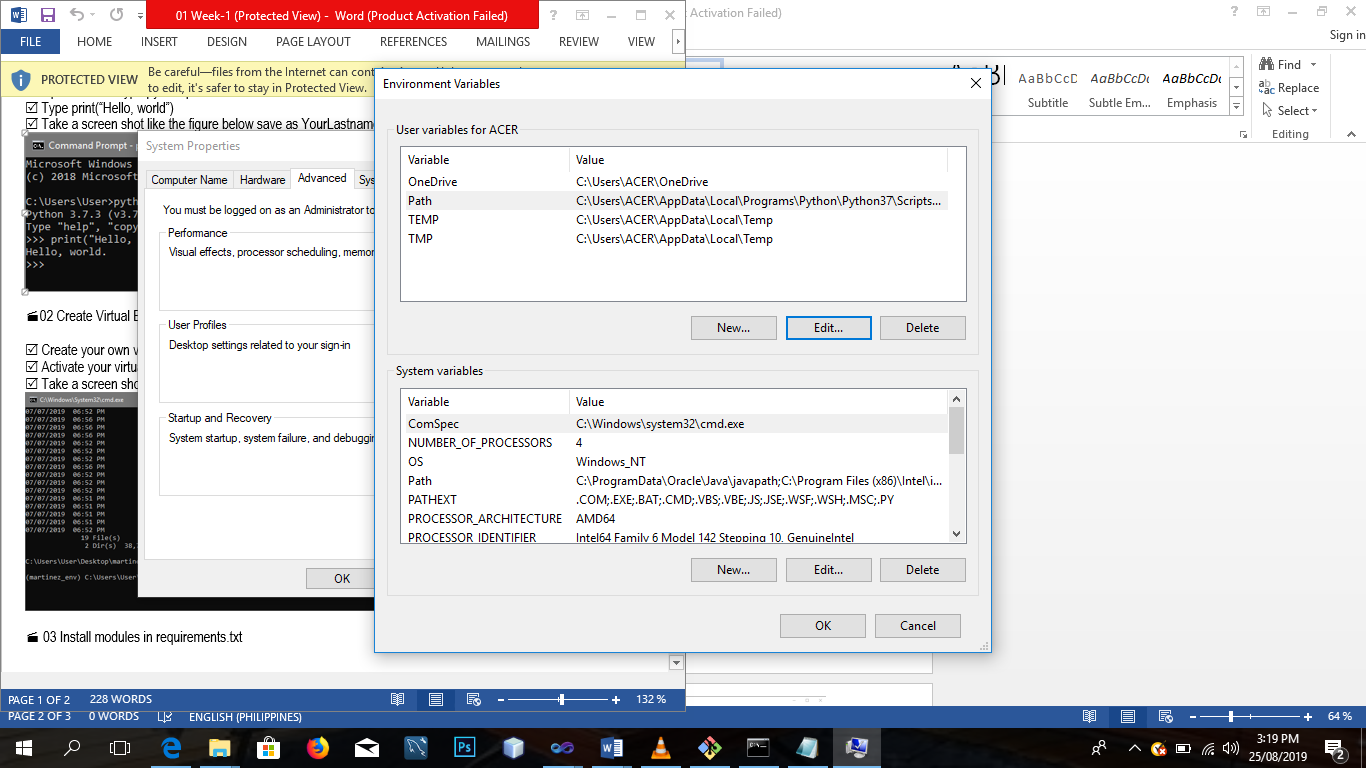 01 Week-1 (Protected View) - Word (Product Activation Failed)
Activation Failed)
Sign in
FILE HOME INSERT DESIGN PAGE LAYOUT REFERENCES MAILINGS REVIEW VIEW
PROTECTED VIEW
Be careful—files from the Internet can
to edit, it's safer to stay in Protected View.
AaBbCcD AaBbCcDc AaBbCcDc
Subtitle Subtle Em... Emphasis
Find
Replace
Select
Editing
☑ Type print("Hello, world")
☑ Take a screen shot like the figure below save as YourLastname
Command Prompt - p
Microsoft Windows
(c) 2018 Microsoft
C:\Users\User>pyth
Python 3.7.3 (v3.7
Type "help", "copy
>>> print("Hello,
Hello, world.
>>>
02 Create Virtual E
☑ Create your own v
☑ Activate your virtu
☑ Take a screen sho
C:\Windows\System32\cmd.exe
07/07/2019 06:52 PM
07/07/2019 06:56 PM
07/07/2019 06:56 PM
07/07/2019 06:52 PM
07/07/2019 06:52 PM
07/07/2019 06:56 PM
07/07/2019 06:52 PM
07/07/2019 06:52 PM
07/07/2019 06:52 PM
07/07/2019 06:51 PM
07/07/2019 06:51 PM
07/07/2019 06:51 PM
07/07/2019 06:52 PM
19 File(s)
2 Dir(s)
C:\Users\User\Desktop\martine
(martinez_env) C:\Users\User
03 Install modules in requirements.txt
System Properties
Computer Name Hardware Advanced Sys
You must be logged on as an Administrator to
Performance
Visual effects, processor scheduling, memor
User Profiles
Desktop settings related to your sign-in
Startup and Recovery
System startup, system failure, and debuggin
OK
Environment Variables
User variables for ACER
Variable Value
OneDrive C:\Users\ACER\OneDrive
Path C:\Users\ACER\AppData\Local\Programs\Python\Python37\Scripts...
TEMP C:\Users\ACER\AppData\Local\Temp
TMP C:\Users\ACER\AppData\Local\Temp
New... Edit... Delete
System variables
Variable Value
ComSpec C:\Windows\system32\cmd.exe
NUMBER_OF_PROCESSORS 4
OS Windows_NT
Path C:\ProgramData\Oracle\Java\javapath;C:\Program Files (x86)\Intel\i...
PATHEXT .COM;.EXE;.BAT;.CMD;.VBS;.VBE;.JS;.JSE;.WSF;.WSH;.MSC;.PY
PROCESSOR_ARCHITECTURE AMD64
PROCESSOR_IDENTIFIER Intel64 Family 6 Model 142 Stepping 10, GenuineIntel
New... Edit... Delete
OK Cancel
PAGE 1 OF 2 228 WORDS 132 %
PAGE 2 OF 3 0 WORDS ENGLISH (PHILIPPINES) 64 %
3:19 PM
25/08/2019
2